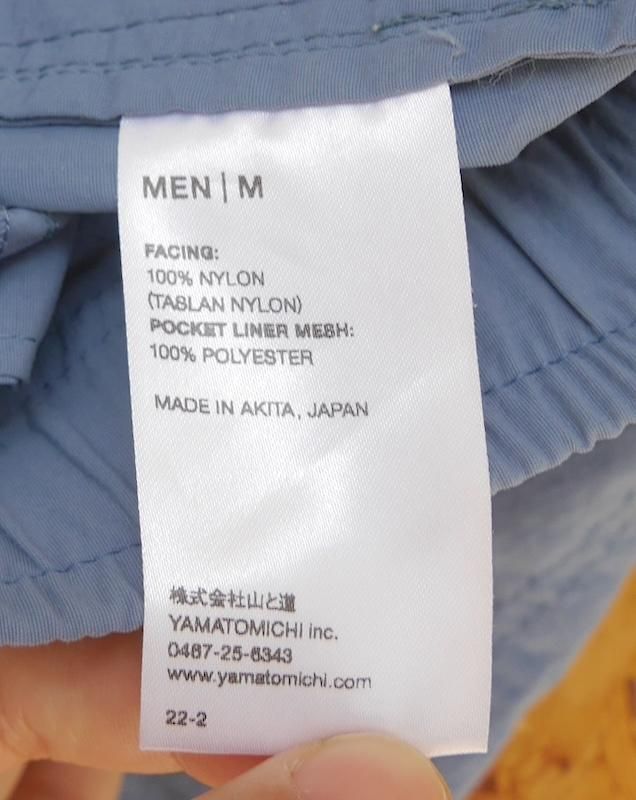 MEN | M
FACING:
100% NYLON
(TASLAN NYLON)
POCKET LINER MESH:
100% POLYESTER
MADE IN AKITA, JAPAN
株式会社山と道
YAMATOMICHI inc.
0467-25-6343
www.yamatomichi.com
22-2